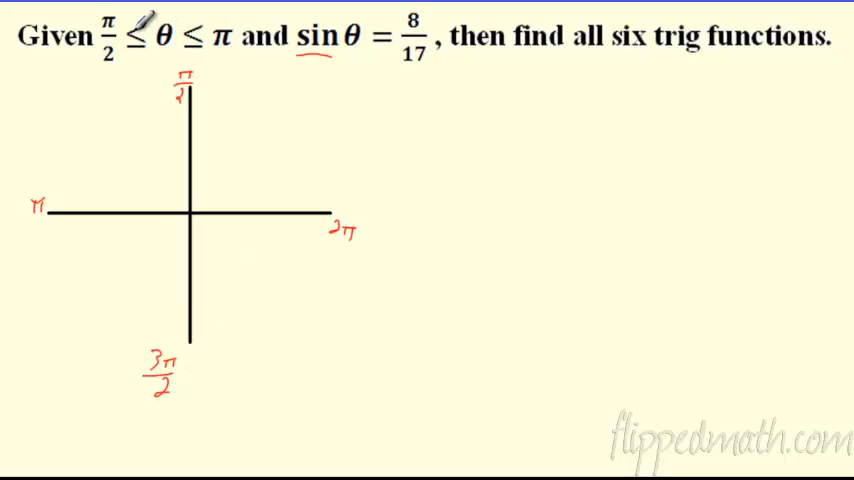 Given π/2 ≤ θ ≤ π and sin θ = 8/17 , then find all six trig functions.
π/2
π
2π
3π/2
flippedmath.com